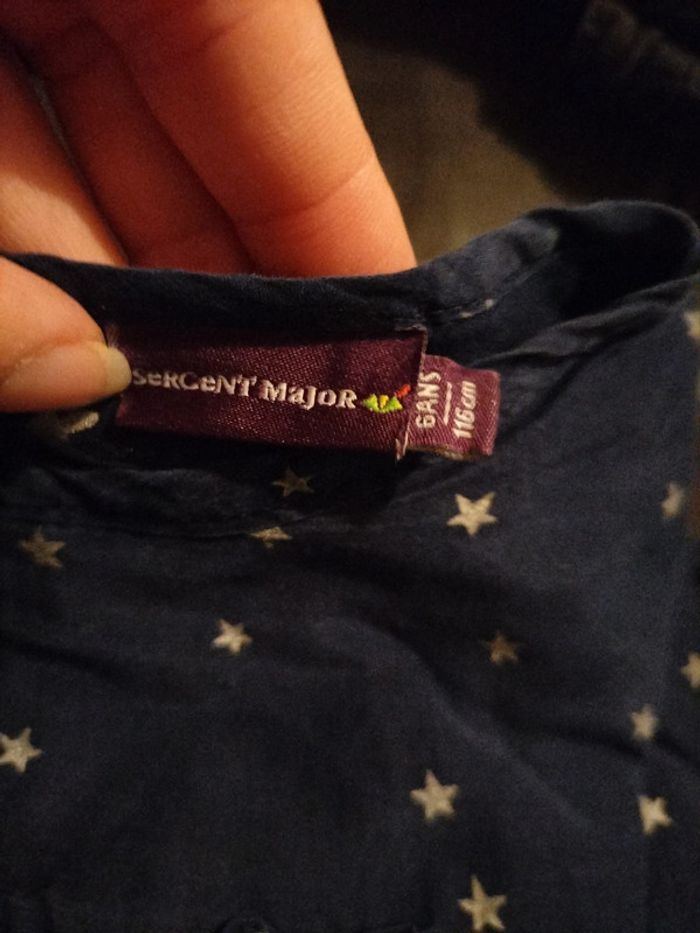 SeRGeNT MaJoR
6ANS
116cm